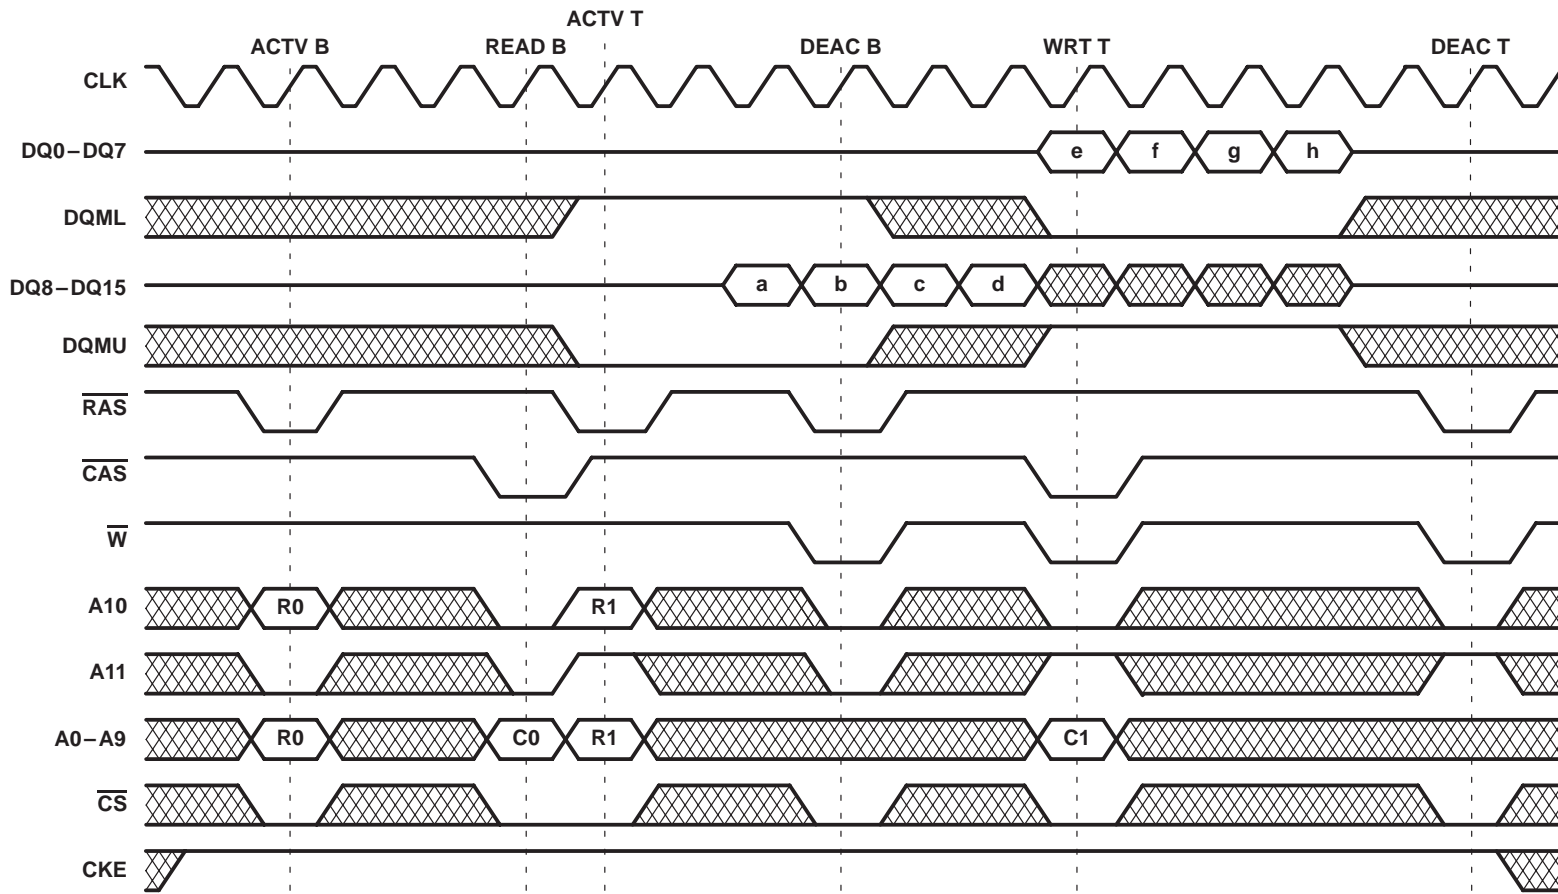 ACTV T
ACTV B READ B DEAC B WRT T DEAC T
CLK
DQ0–DQ7 e f g h
DQML
DQ8–DQ15 a b c d
DQMU
RAS
CAS
W
A10 R0 R1
A11
A0–A9 R0 C0 R1 C1
CS
CKE